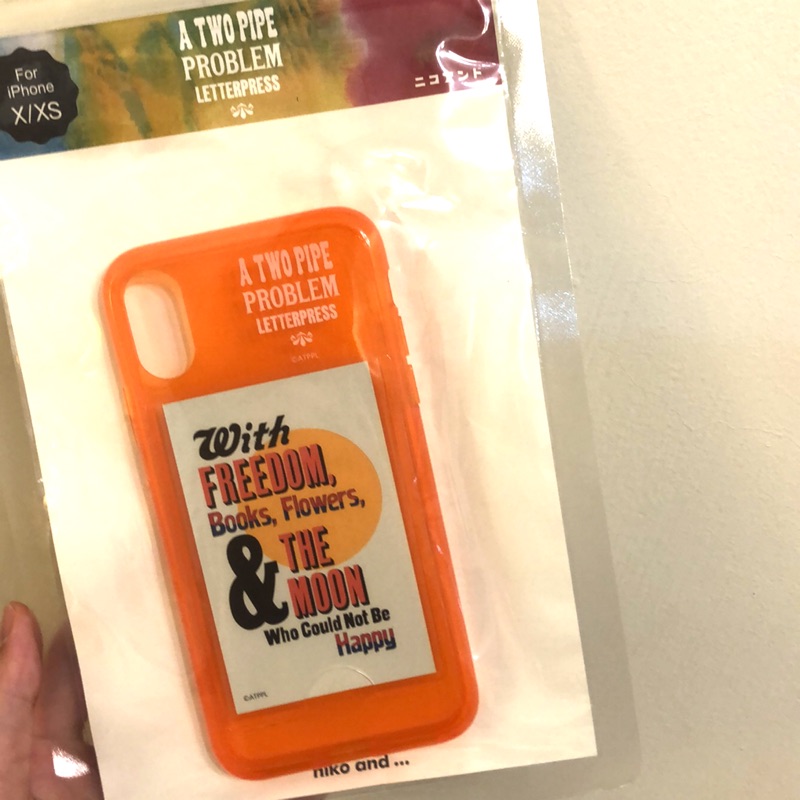 A TWO PIPE
PROBLEM
LETTERPRESS
For
iPhone
X/XS
ニコアンド
A TWO PIPE
PROBLEM
LETTERPRESS
©ATPPL
With
FREEDOM,
Books, Flowers,
& THE
MOON
Who Could Not Be
Happy
©ATPPL
niko and ...